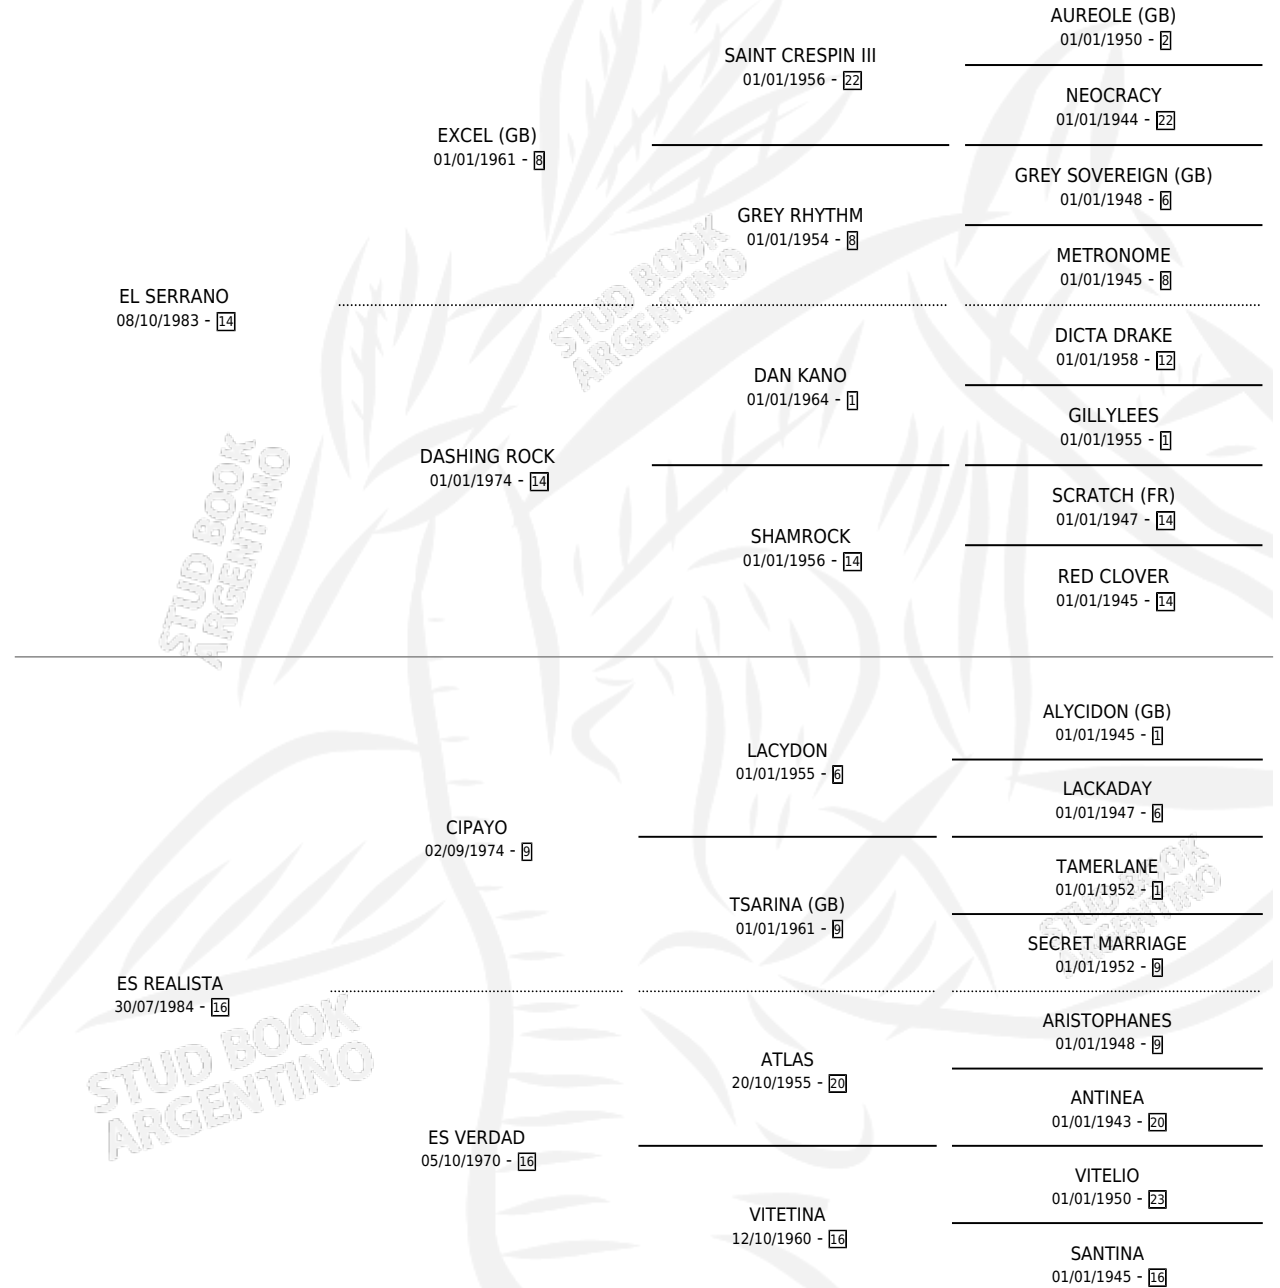 AUREOLE (GB)
01/01/1950 - 2
SAINT CRESPIN III
01/01/1956 - 22
NEOCRACY
01/01/1944 - 22
EXCEL (GB)
01/01/1961 - 8
GREY SOVEREIGN (GB)
01/01/1948 - 6
GREY RHYTHM
01/01/1954 - 8
METRONOME
01/01/1945 - 8
EL SERRANO
08/10/1983 - 14
DICTA DRAKE
01/01/1958 - 12
DAN KANO
01/01/1964 - 1
GILLYLEES
01/01/1955 - 1
DASHING ROCK
01/01/1974 - 14
SCRATCH (FR)
01/01/1947 - 14
SHAMROCK
01/01/1956 - 14
RED CLOVER
01/01/1945 - 14
ALYCIDON (GB)
01/01/1945 - 1
LACYDON
01/01/1955 - 6
LACKADAY
01/01/1947 - 6
CIPAYO
02/09/1974 - 9
TAMERLANE
01/01/1952 - 1
TSARINA (GB)
01/01/1961 - 9
SECRET MARRIAGE
01/01/1952 - 9
ES REALISTA
30/07/1984 - 16
ARISTOPHANES
01/01/1948 - 9
ATLAS
20/10/1955 - 20
ANTINEA
01/01/1943 - 20
ES VERDAD
05/10/1970 - 16
VITELIO
01/01/1950 - 23
VITETINA
12/10/1960 - 16
SANTINA
01/01/1945 - 16
STUD BOOK
ARGENTINO
STUD BOOK
ARGENTINO
STUD BOOK
ARGENTINO
STUD BOOK
ARGENTINO